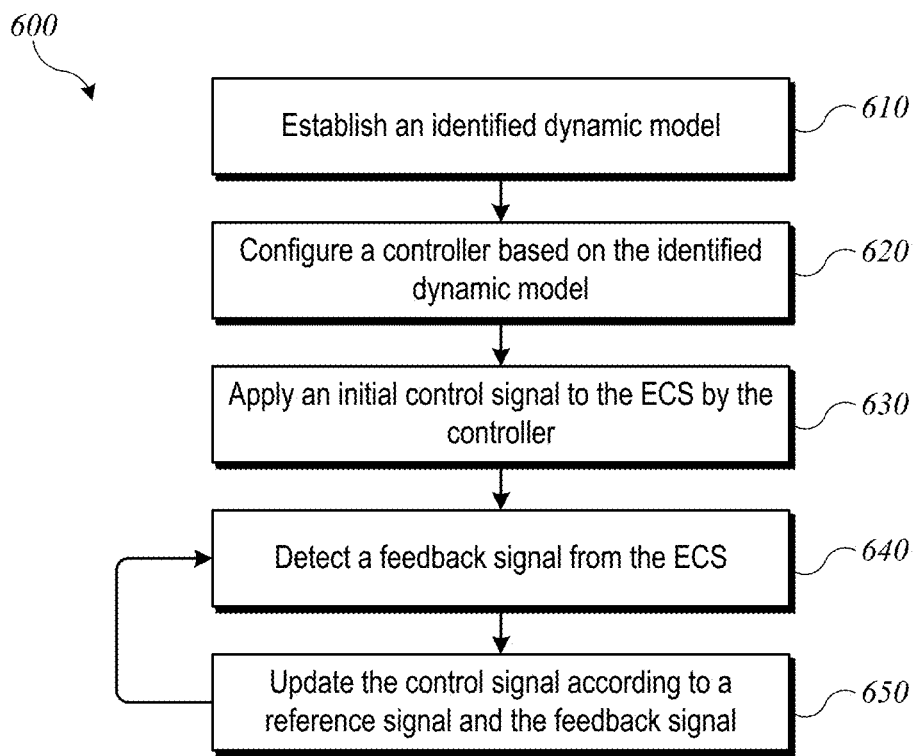 600
Establish an identified dynamic model
610
Configure a controller based on the identified
dynamic model
620
Apply an initial control signal to the ECS by the
controller
630
Detect a feedback signal from the ECS
640
Update the control signal according to a
reference signal and the feedback signal
650